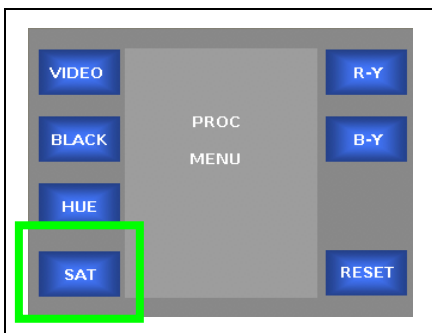 VIDEO
R-Y
PROC
MENU
BLACK
B-Y
HUE
SAT
RESET